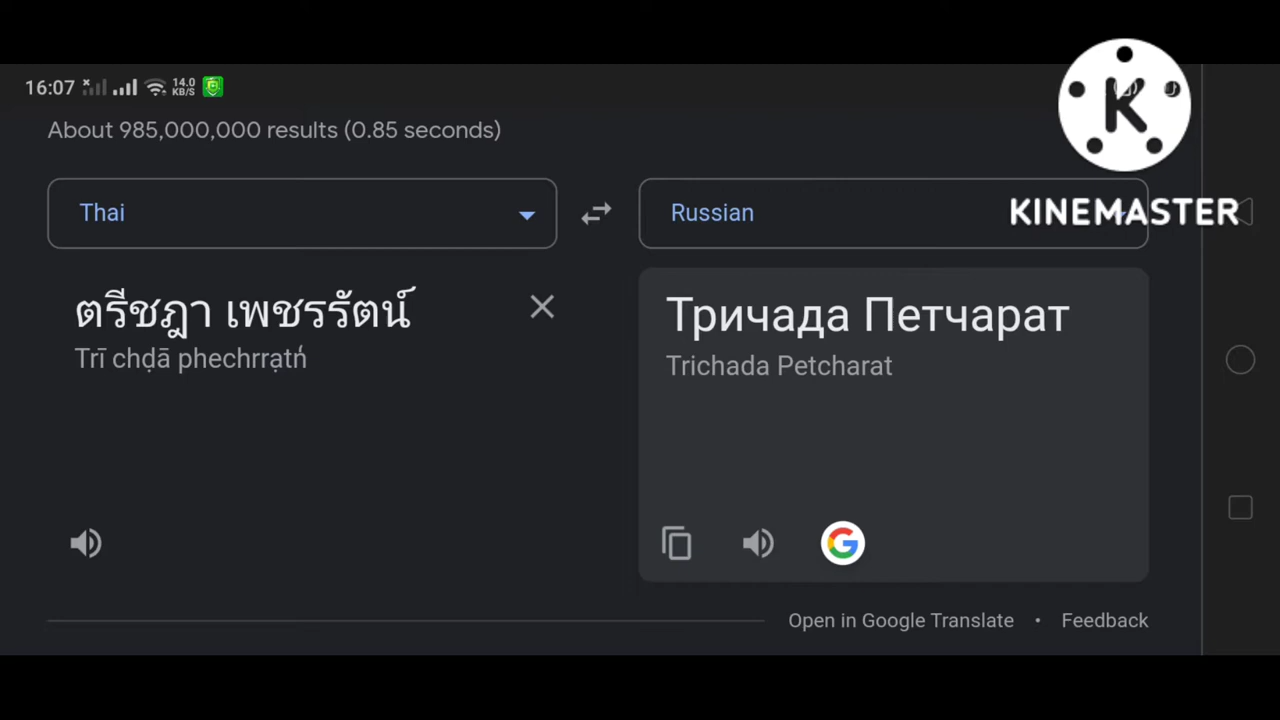 16:07 14.0 KB/S
About 985,000,000 results (0.85 seconds)
Thai
Russian
KINEMASTER
ตรีชฎา เพชรรัตน์
Trī chḍā phechrrạtń̒
Тричада Петчарат
Trichada Petcharat
Open in Google Translate • Feedback